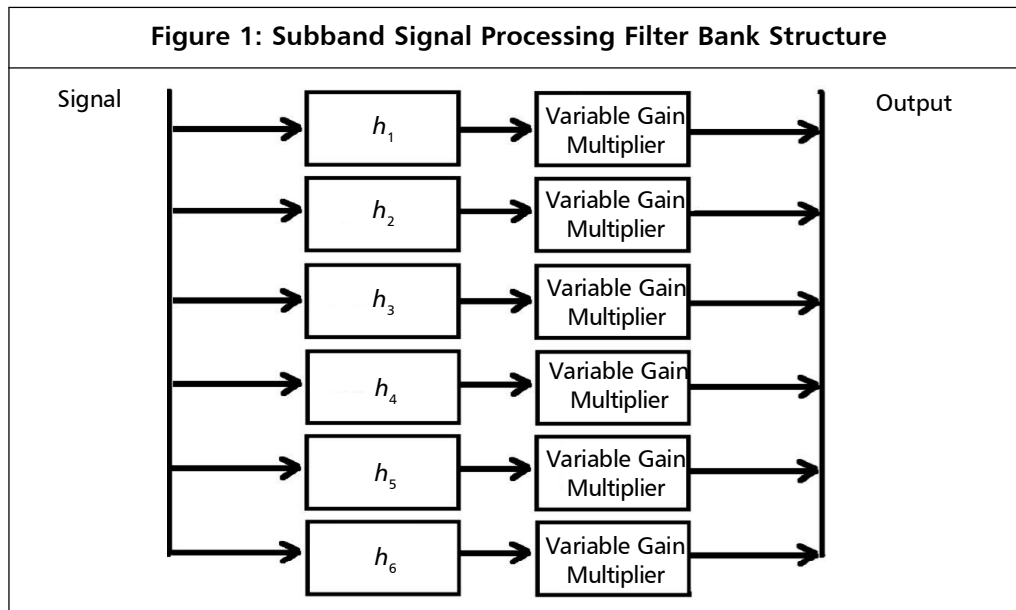 Figure 1: Subband Signal Processing Filter Bank Structure
Signal
Output
h₁
Variable Gain
Multiplier
h₂
Variable Gain
Multiplier
h₃
Variable Gain
Multiplier
h₄
Variable Gain
Multiplier
h₅
Variable Gain
Multiplier
h₆
Variable Gain
Multiplier